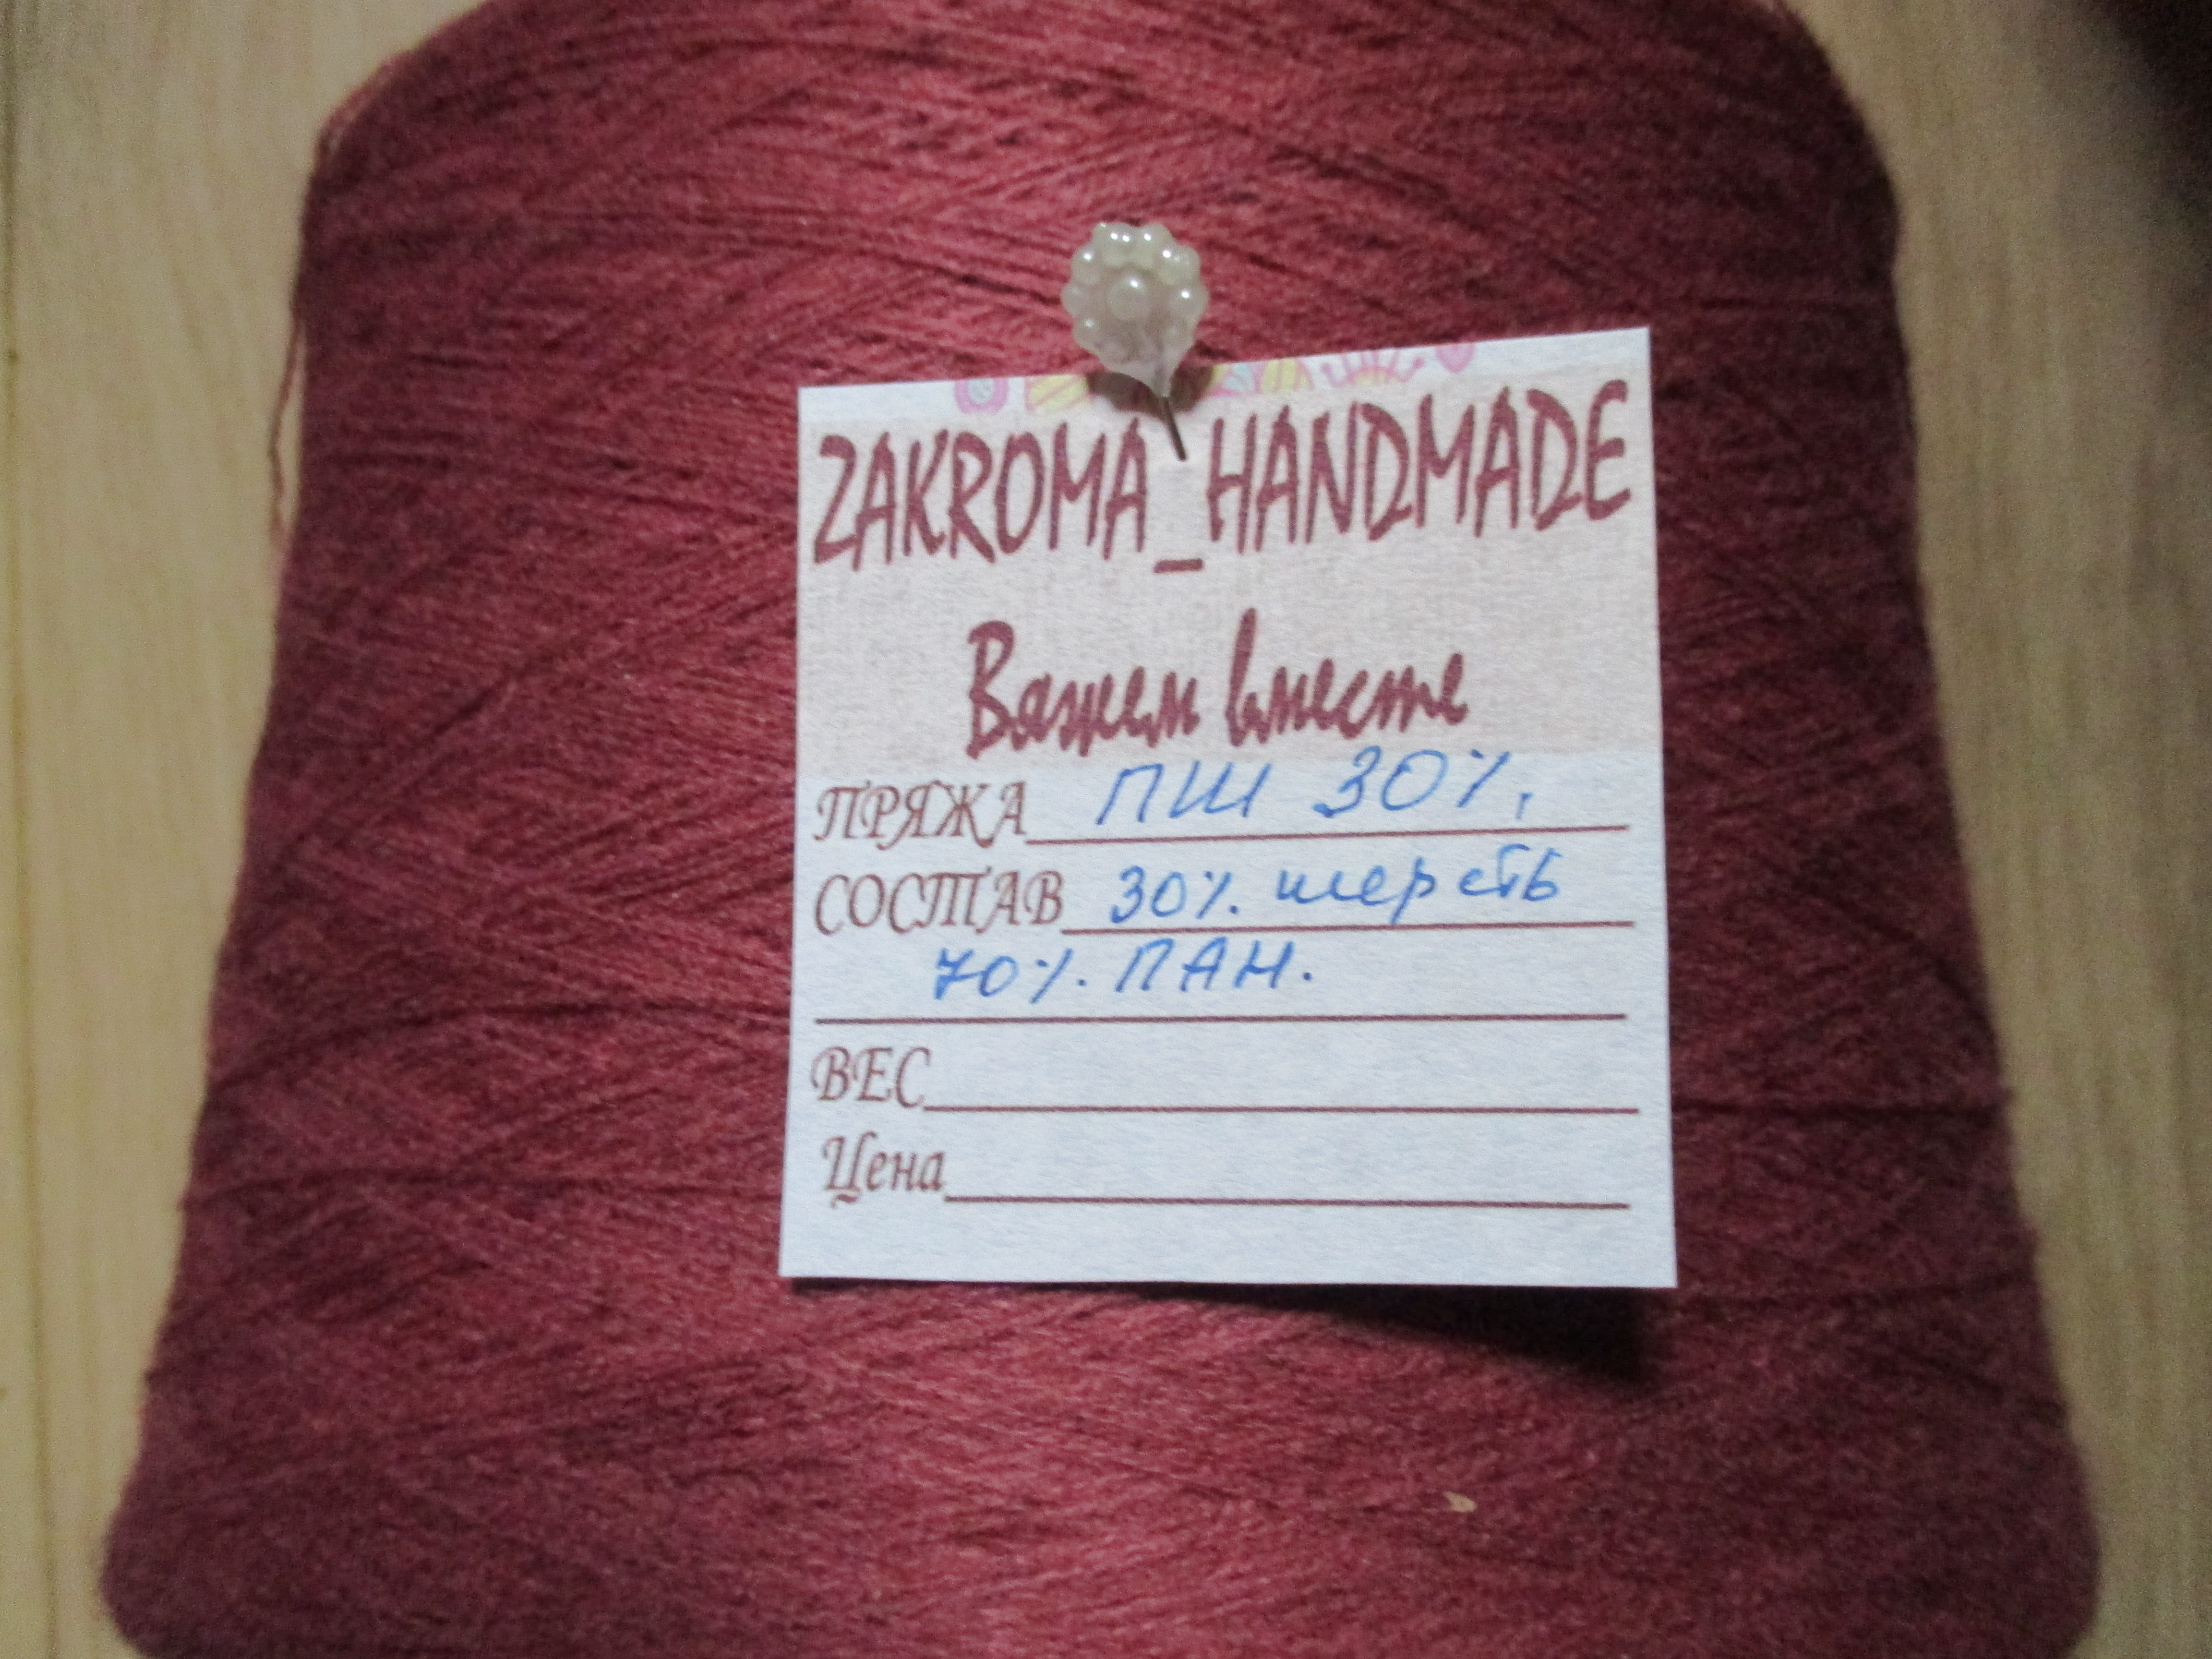 ZAKROMA_HANDMADE
Вяжем вместе
ПРЯЖА ПШ 30%,
СОСТАВ 30%. шерсть
70%. ПАН.
ВЕС
Цена